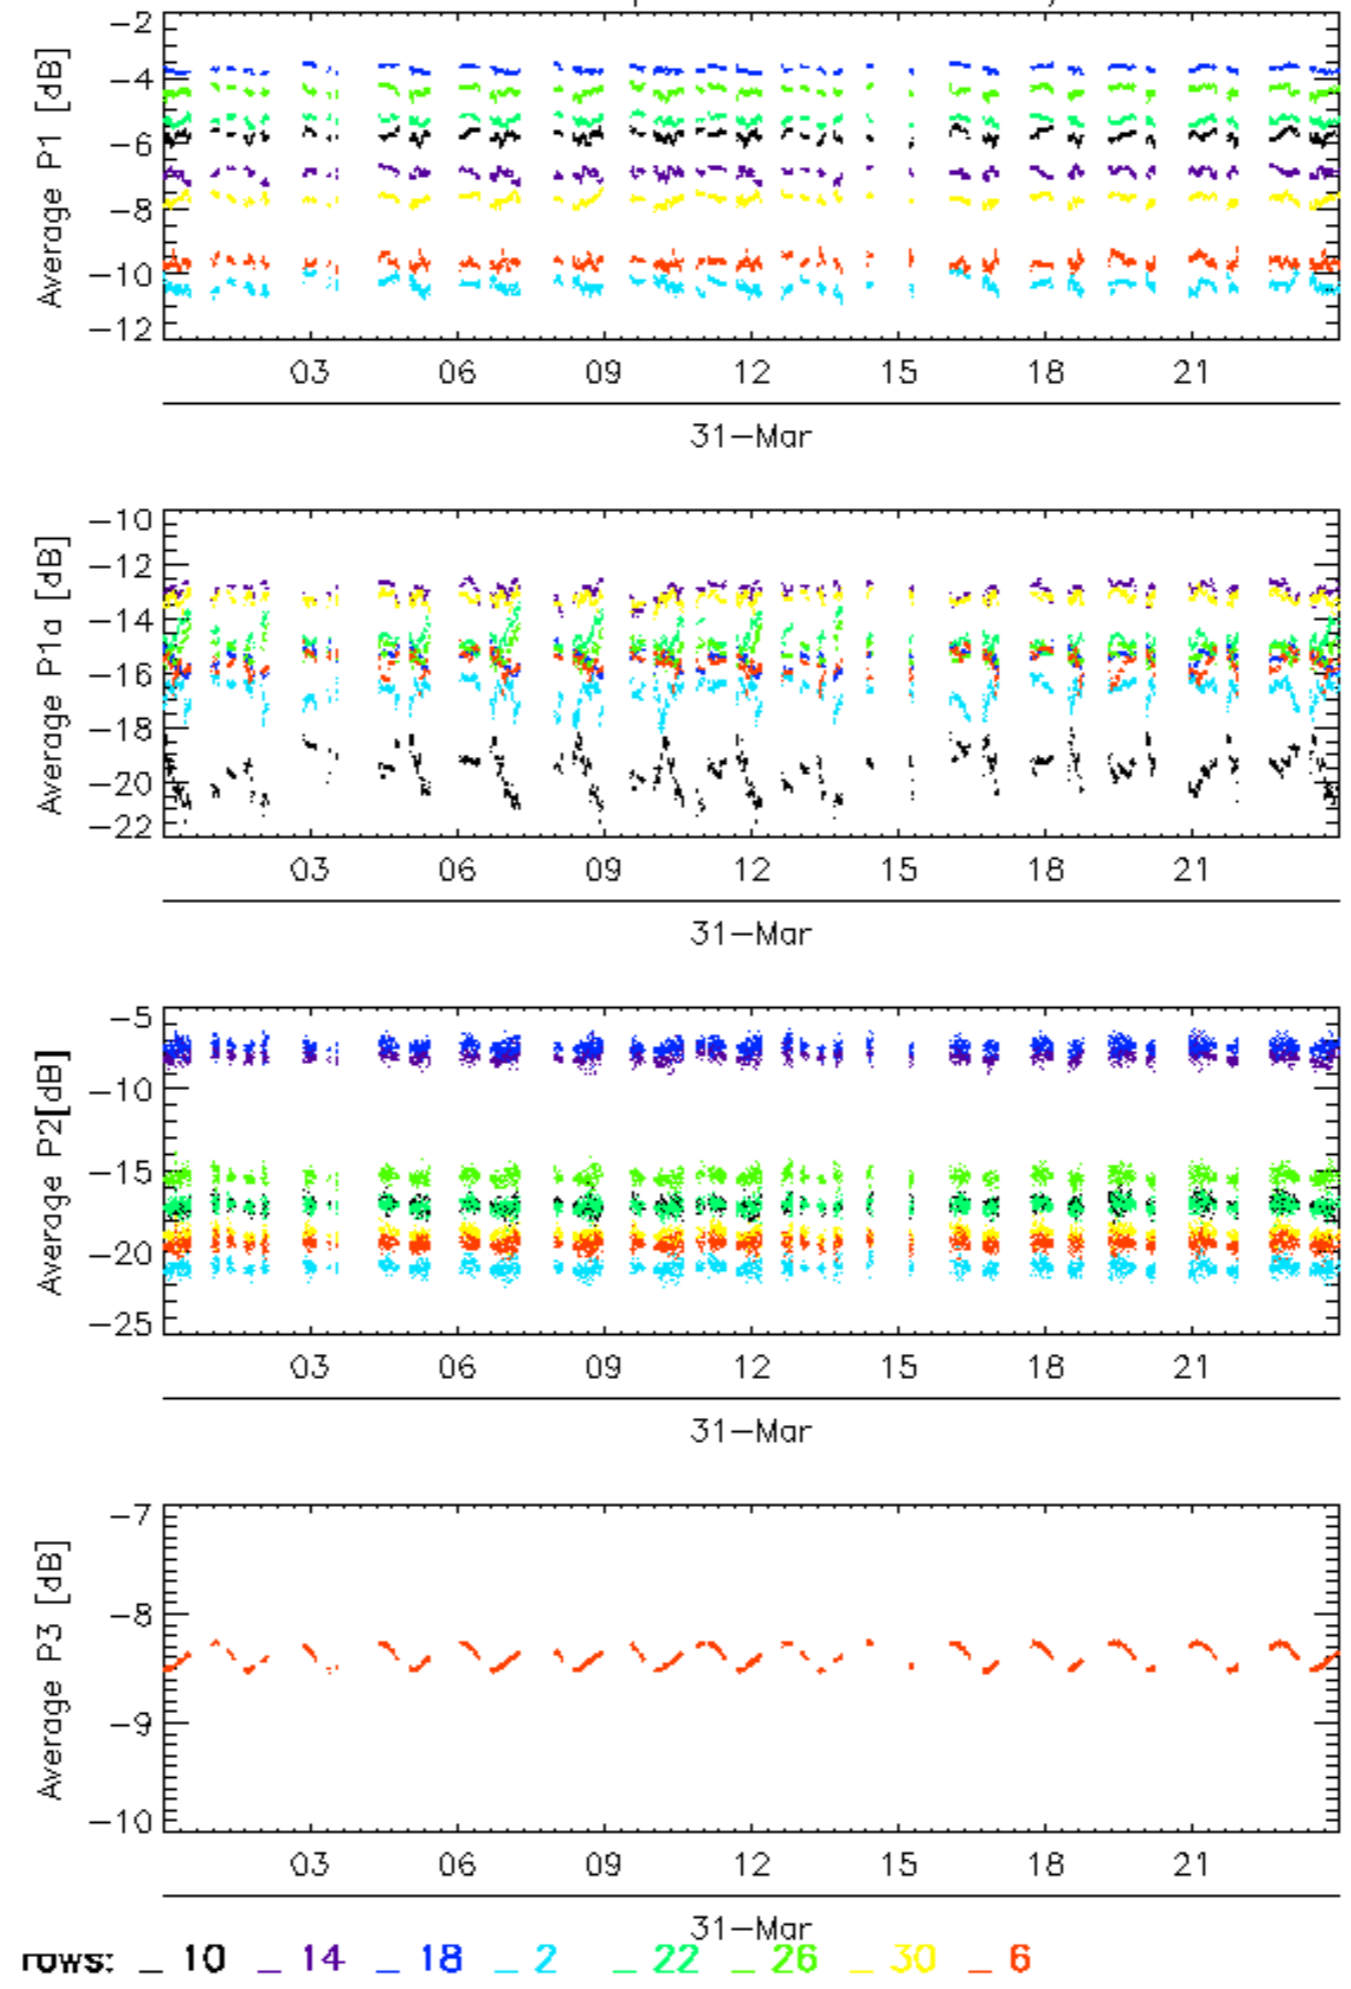 Average P1 [dB]
−2
−4
−6
−8
−10
−12
03 06 09 12 15 18 21
31−Mar
Average P1a [dB]
−10
−12
−14
−16
−18
−20
−22
03 06 09 12 15 18 21
31−Mar
Average P2[dB]
−5
−10
−15
−20
−25
03 06 09 12 15 18 21
31−Mar
Average P3 [dB]
−7
−8
−9
−10
03 06 09 12 15 18 21
31−Mar
rows: _ 10 _ 14 _ 18 _ 2 _ 22 _ 26 _ 30 _ 6